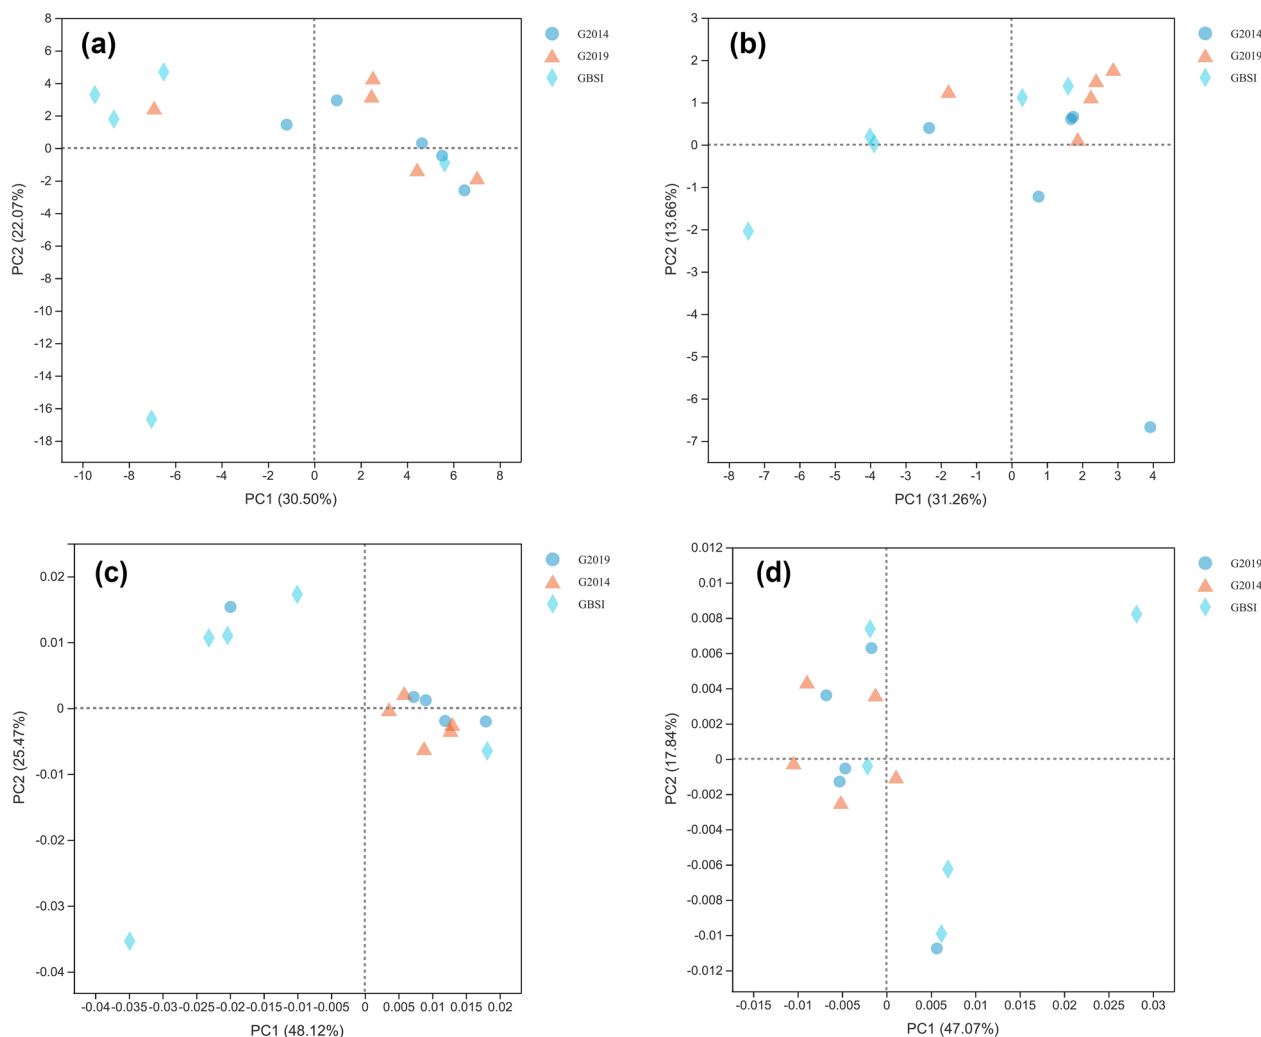 (a)
8
6
4
2
0
-2
-4
-6
-8
-10
-12
-14
-16
-18
PC2 (22.07%)
-10 -8 -6 -4 -2 0 2 4 6 8
PC1 (30.50%)
G2014
G2019
GBSI
(b)
3
2
1
0
-1
-2
-3
-4
-5
-6
-7
PC2 (13.66%)
-8 -7 -6 -5 -4 -3 -2 -1 0 1 2 3 4
PC1 (31.26%)
G2014
G2019
GBSI
(c)
0.02
0.01
0
-0.01
-0.02
-0.03
-0.04
PC2 (25.47%)
-0.04 -0.035 -0.03 -0.025 -0.02 -0.015 -0.01 -0.005 0 0.005 0.01 0.015 0.02
PC1 (48.12%)
G2019
G2014
GBSI
(d)
0.012
0.01
0.008
0.006
0.004
0.002
0
-0.002
-0.004
-0.006
-0.008
-0.01
-0.012
PC2 (17.84%)
-0.015 -0.01 -0.005 0 0.005 0.01 0.015 0.02 0.025 0.03
PC1 (47.07%)
G2019
G2014
GBSI